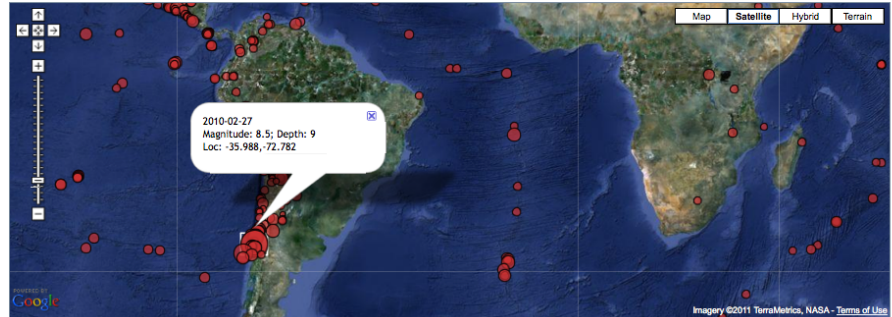 Map Satellite Hybrid Terrain
2010-02-27
Magnitude: 8.5; Depth: 9
Loc: -35.988,-72.782
POWERED BY
Google
Imagery ©2011 TerraMetrics, NASA - Terms of Use